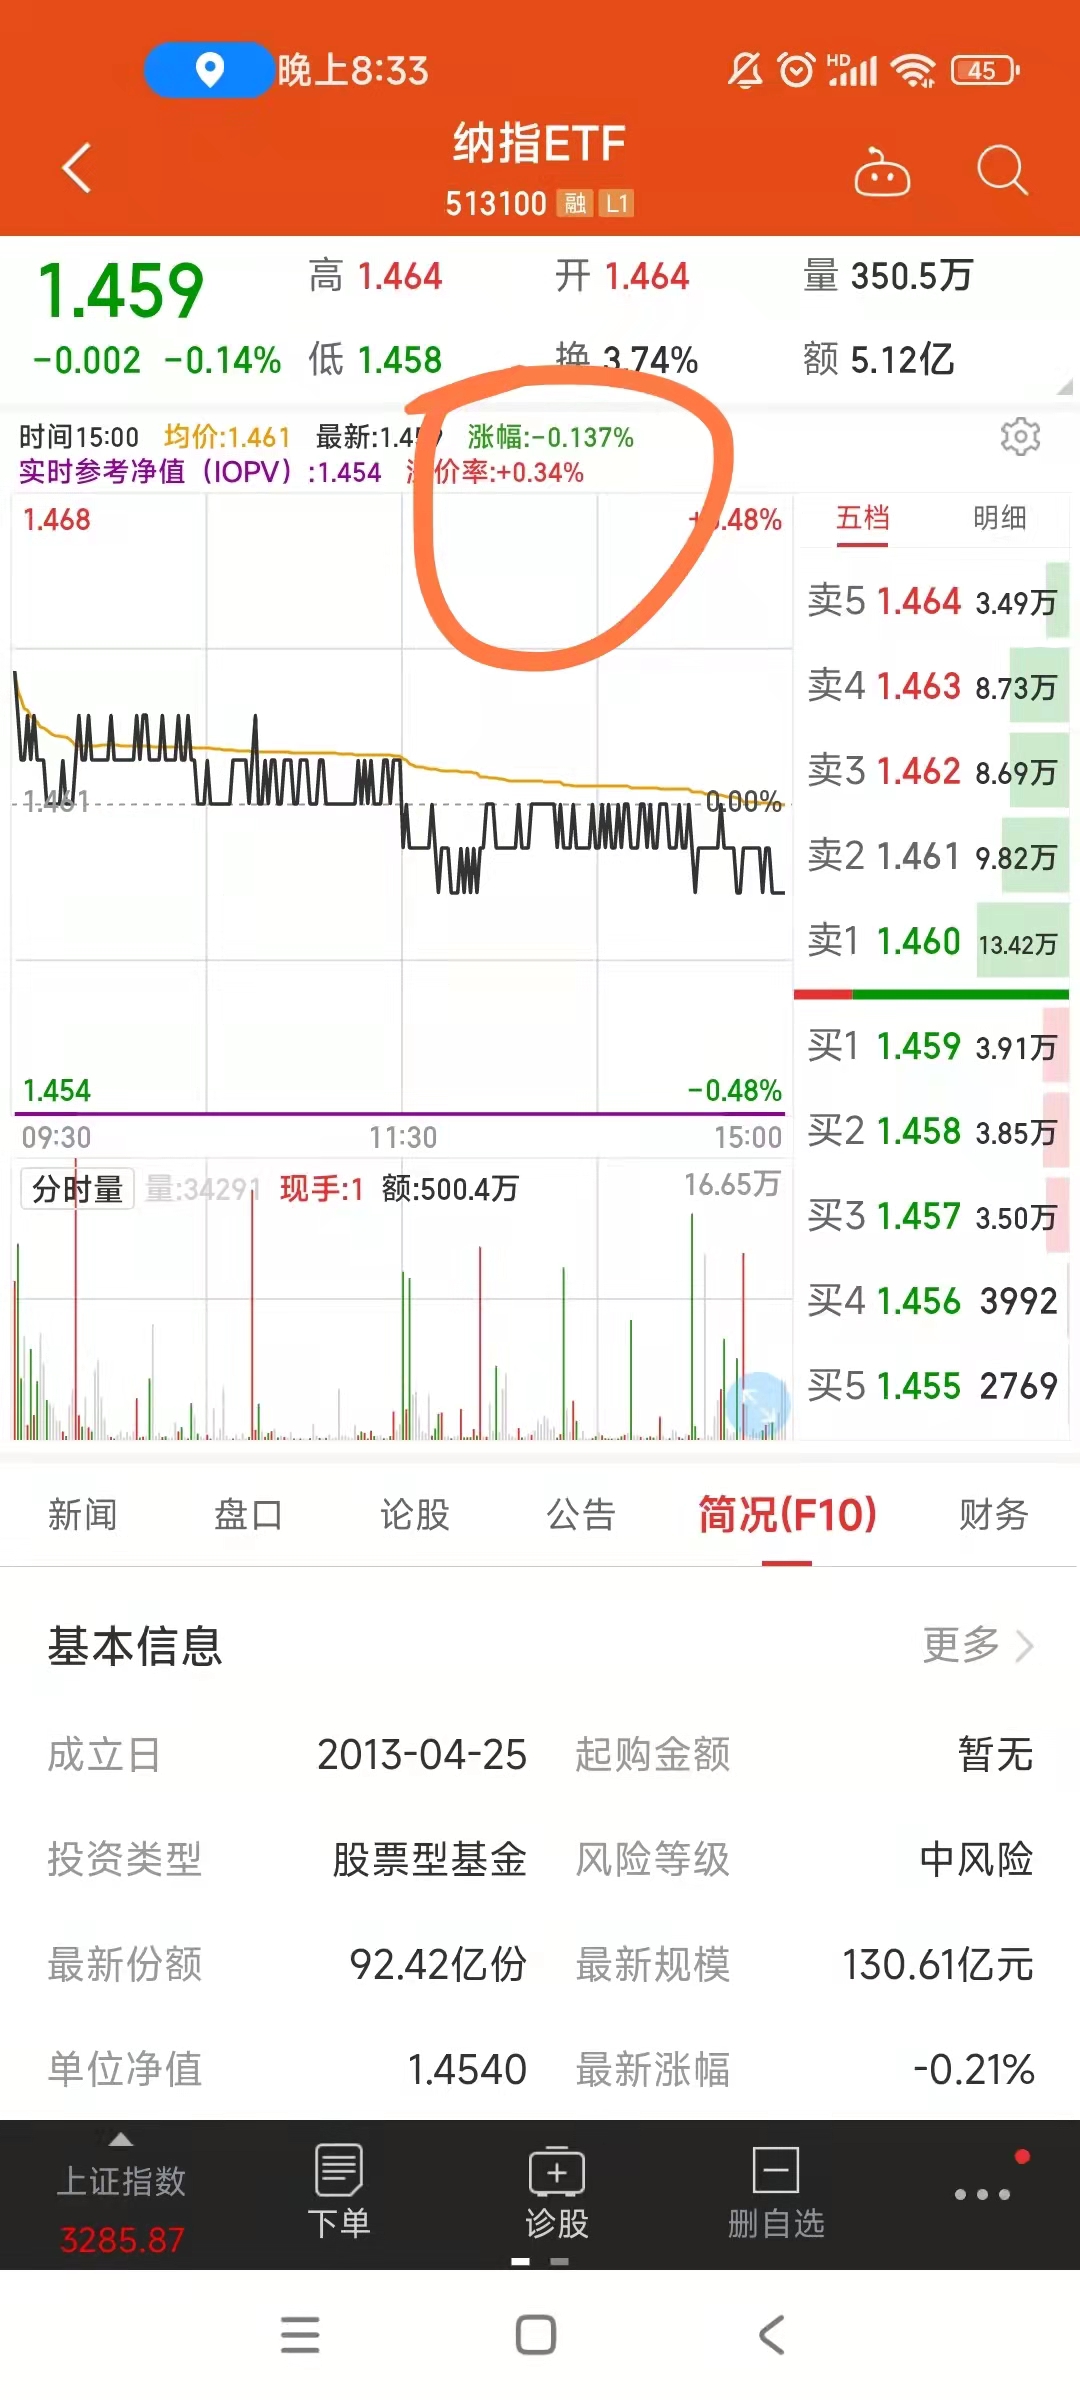 晚上8:33 HD 45
纳指ETF
513100 融 L1
1.459 高 1.464 开 1.464 量 350.5万
-0.002 -0.14% 低 1.458 换 3.74% 额 5.12亿
时间15:00 均价:1.461 最新:1.459 涨幅:-0.137%
实时参考净值（IOPV）:1.454 溢价率:+0.34%
1.468 +0.48%
1.461 0.00%
1.454 -0.48%
09:30 11:30 15:00
五档 明细
卖5 1.464 3.49万
卖4 1.463 8.73万
卖3 1.462 8.69万
卖2 1.461 9.82万
卖1 1.460 13.42万
买1 1.459 3.91万
买2 1.458 3.85万
买3 1.457 3.50万
买4 1.456 3992
买5 1.455 2769
分时量 量:34291 现手:1 额:500.4万 16.65万
新闻 盘口 论股 公告 简况(F10) 财务
基本信息 更多
成立日 2013-04-25 起购金额 暂无
投资类型 股票型基金 风险等级 中风险
最新份额 92.42亿份 最新规模 130.61亿元
单位净值 1.4540 最新涨幅 -0.21%
上证指数 下单 诊股 删自选
3285.87